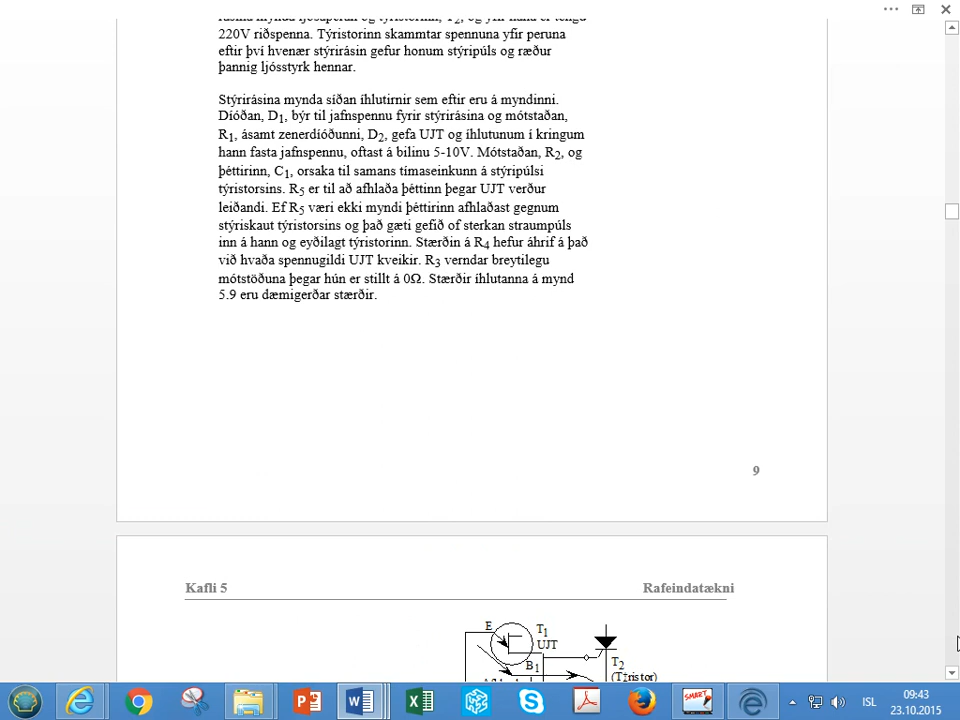 220V riðspenna. Týristorinn skammtar spennuna yfir peruna
eftir því hvenær stýrirásin gefur honum stýripúls og ræður
þannig ljósstyrk hennar.
Stýrirásina mynda síðan íhlutirnir sem eftir eru á myndinni.
Díóðan, D1, býr til jafnspennu fyrir stýrirásina og mótstaðan,
R1, ásamt zenerdíóðunni, D2, gefa UJT og íhlutunum í kringum
hann fasta jafnspennu, oftast á bilinu 5-10V. Mótstaðan, R2, og
þéttirinn, C1, orsaka til samans tímaseinkunn á stýripúlsi
týristorsins. R5 er til að afhlaða þéttinn þegar UJT verður
leiðandi. Ef R5 væri ekki myndi þéttirinn afhlaðast gegnum
stýriskaut týristorsins og það gæti gefið of sterkan straumpúls
inn á hann og eyðilagt týristorinn. Stærðin á R4 hefur áhrif á það
við hvaða spennugildi UJT kveikir. R3 verndar breytilegu
mótstöðuna þegar hún er stillt á 0Ω. Stærðir íhlutanna á mynd
5.9 eru dæmigerðar stærðir.
9
Kafli 5 Rafeindatækni
E
T1
UJT
B1
T2
SMART
ISL
09:43
23.10.2015